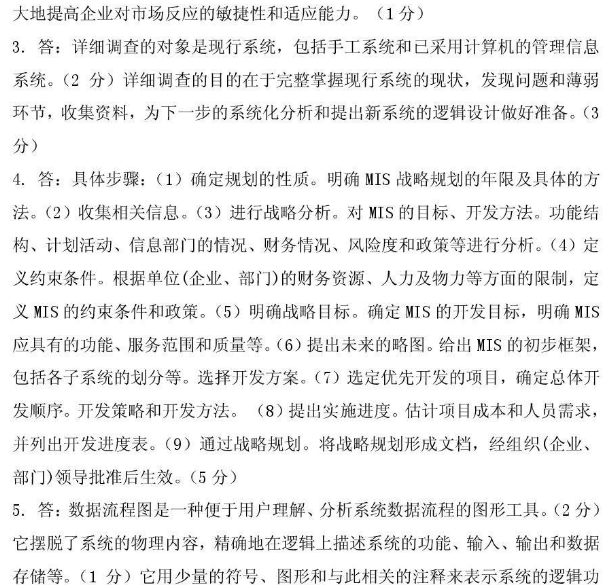 大地提高企业对市场反应的敏捷性和适应能力。（1分）
3. 答：详细调查的对象是现行系统，包括手工系统和已采用计算机的管理信息
系统。（2 分）详细调查的目的在于完整掌握现行系统的现状，发现问题和薄弱
环节，收集资料，为下一步的系统化分析和提出新系统的逻辑设计做好准备。（3
分）
4. 答：具体步骤：（1）确定规划的性质。明确 MIS 战略规划的年限及具体的方
法。（2）收集相关信息。（3）进行战略分析。对 MIS 的目标、开发方法。功能结
构、计划活动、信息部门的情况、财务情况、风险度和政策等进行分析。（4）定
义约束条件。根据单位(企业、部门)的财务资源、人力及物力等方面的限制，定
义 MIS 的约束条件和政策。（5）明确战略目标。确定 MIS 的开发目标，明确 MIS
应具有的功能、服务范围和质量等。（6）提出未来的略图。给出 MIS 的初步框架，
包括各子系统的划分等。选择开发方案。（7）选定优先开发的项目，确定总体开
发顺序。开发策略和开发方法。 （8）提出实施进度。估计项目成本和人员需求，
并列出开发进度表。（9）通过战略规划。将战略规划形成文档，经组织(企业、
部门)领导批准后生效。（5 分）
5. 答：数据流程图是一种便于用户理解、分析系统数据流程的图形工具。（2 分）
它摆脱了系统的物理内容，精确地在逻辑上描述系统的功能、输入、输出和数据
存储等。（1 分）它用少量的符号、图形和与此相关的注释来表示系统的逻辑功